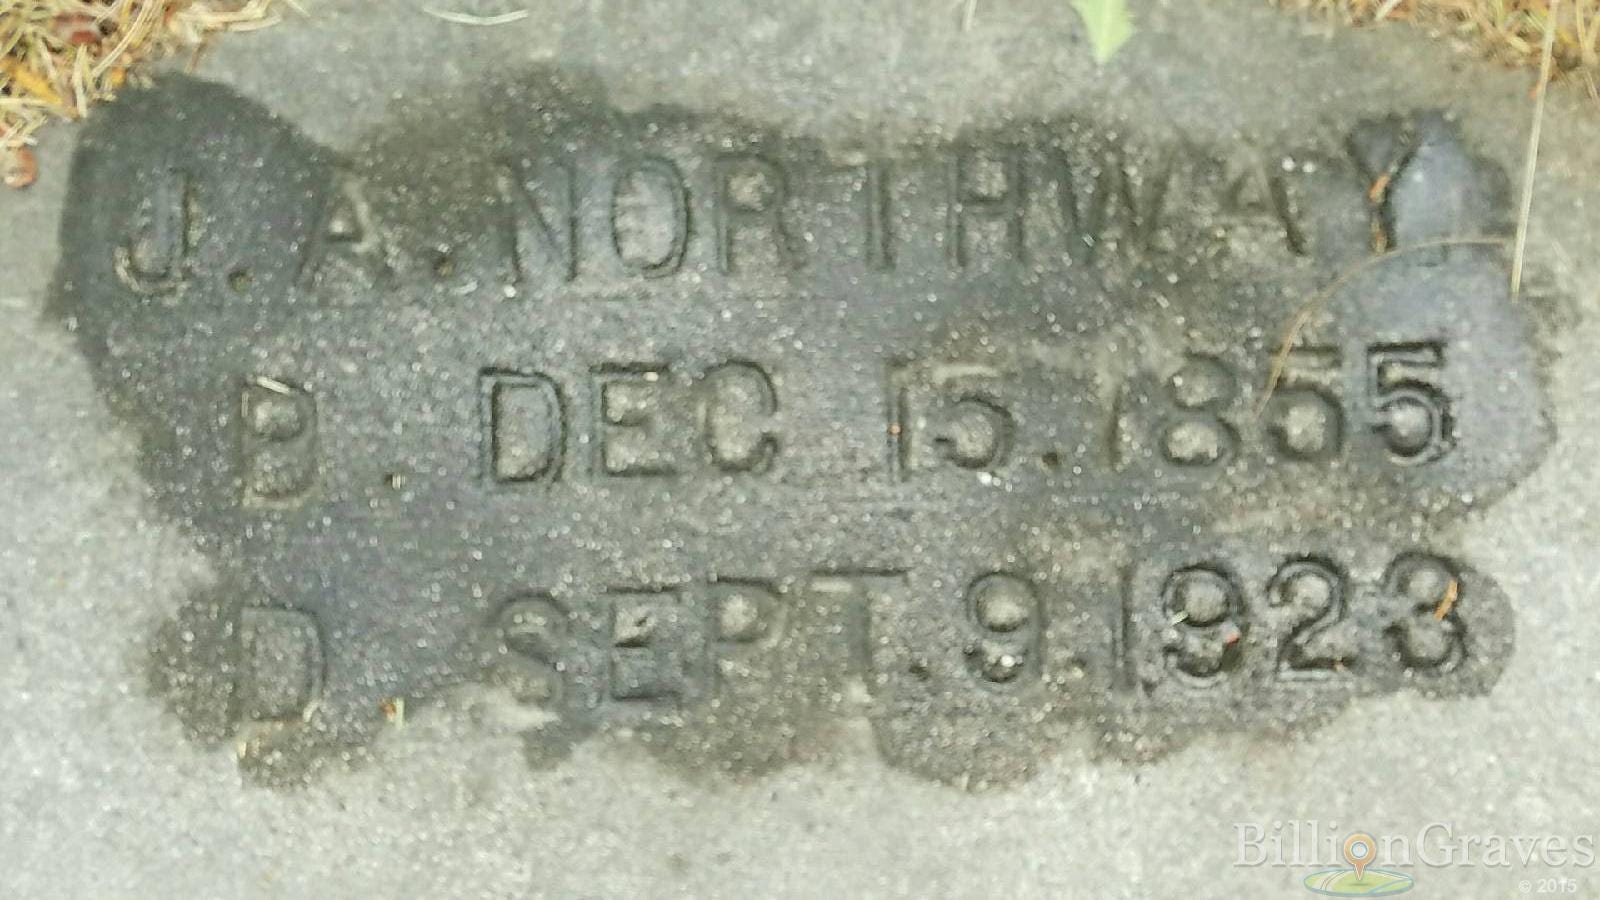 J. A. NORTHWAY
B. DEC 15. 1855
D SEPT. 9. 1923
BillionGraves
© 2015